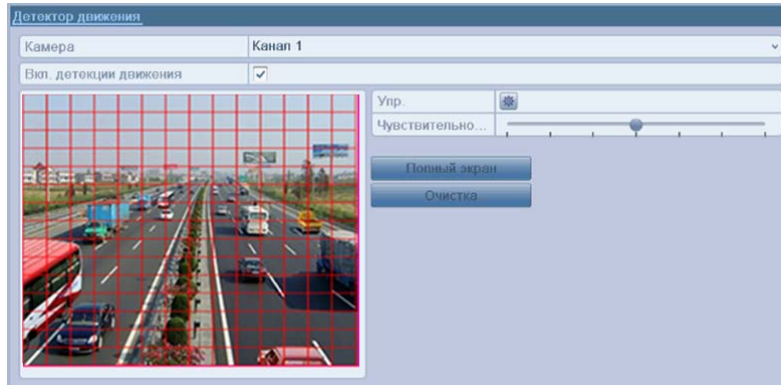 Детектор движения
Камера
Канал 1
Вкл. детекции движения
Упр.
Чувствительно...
Полный экран
Очистка